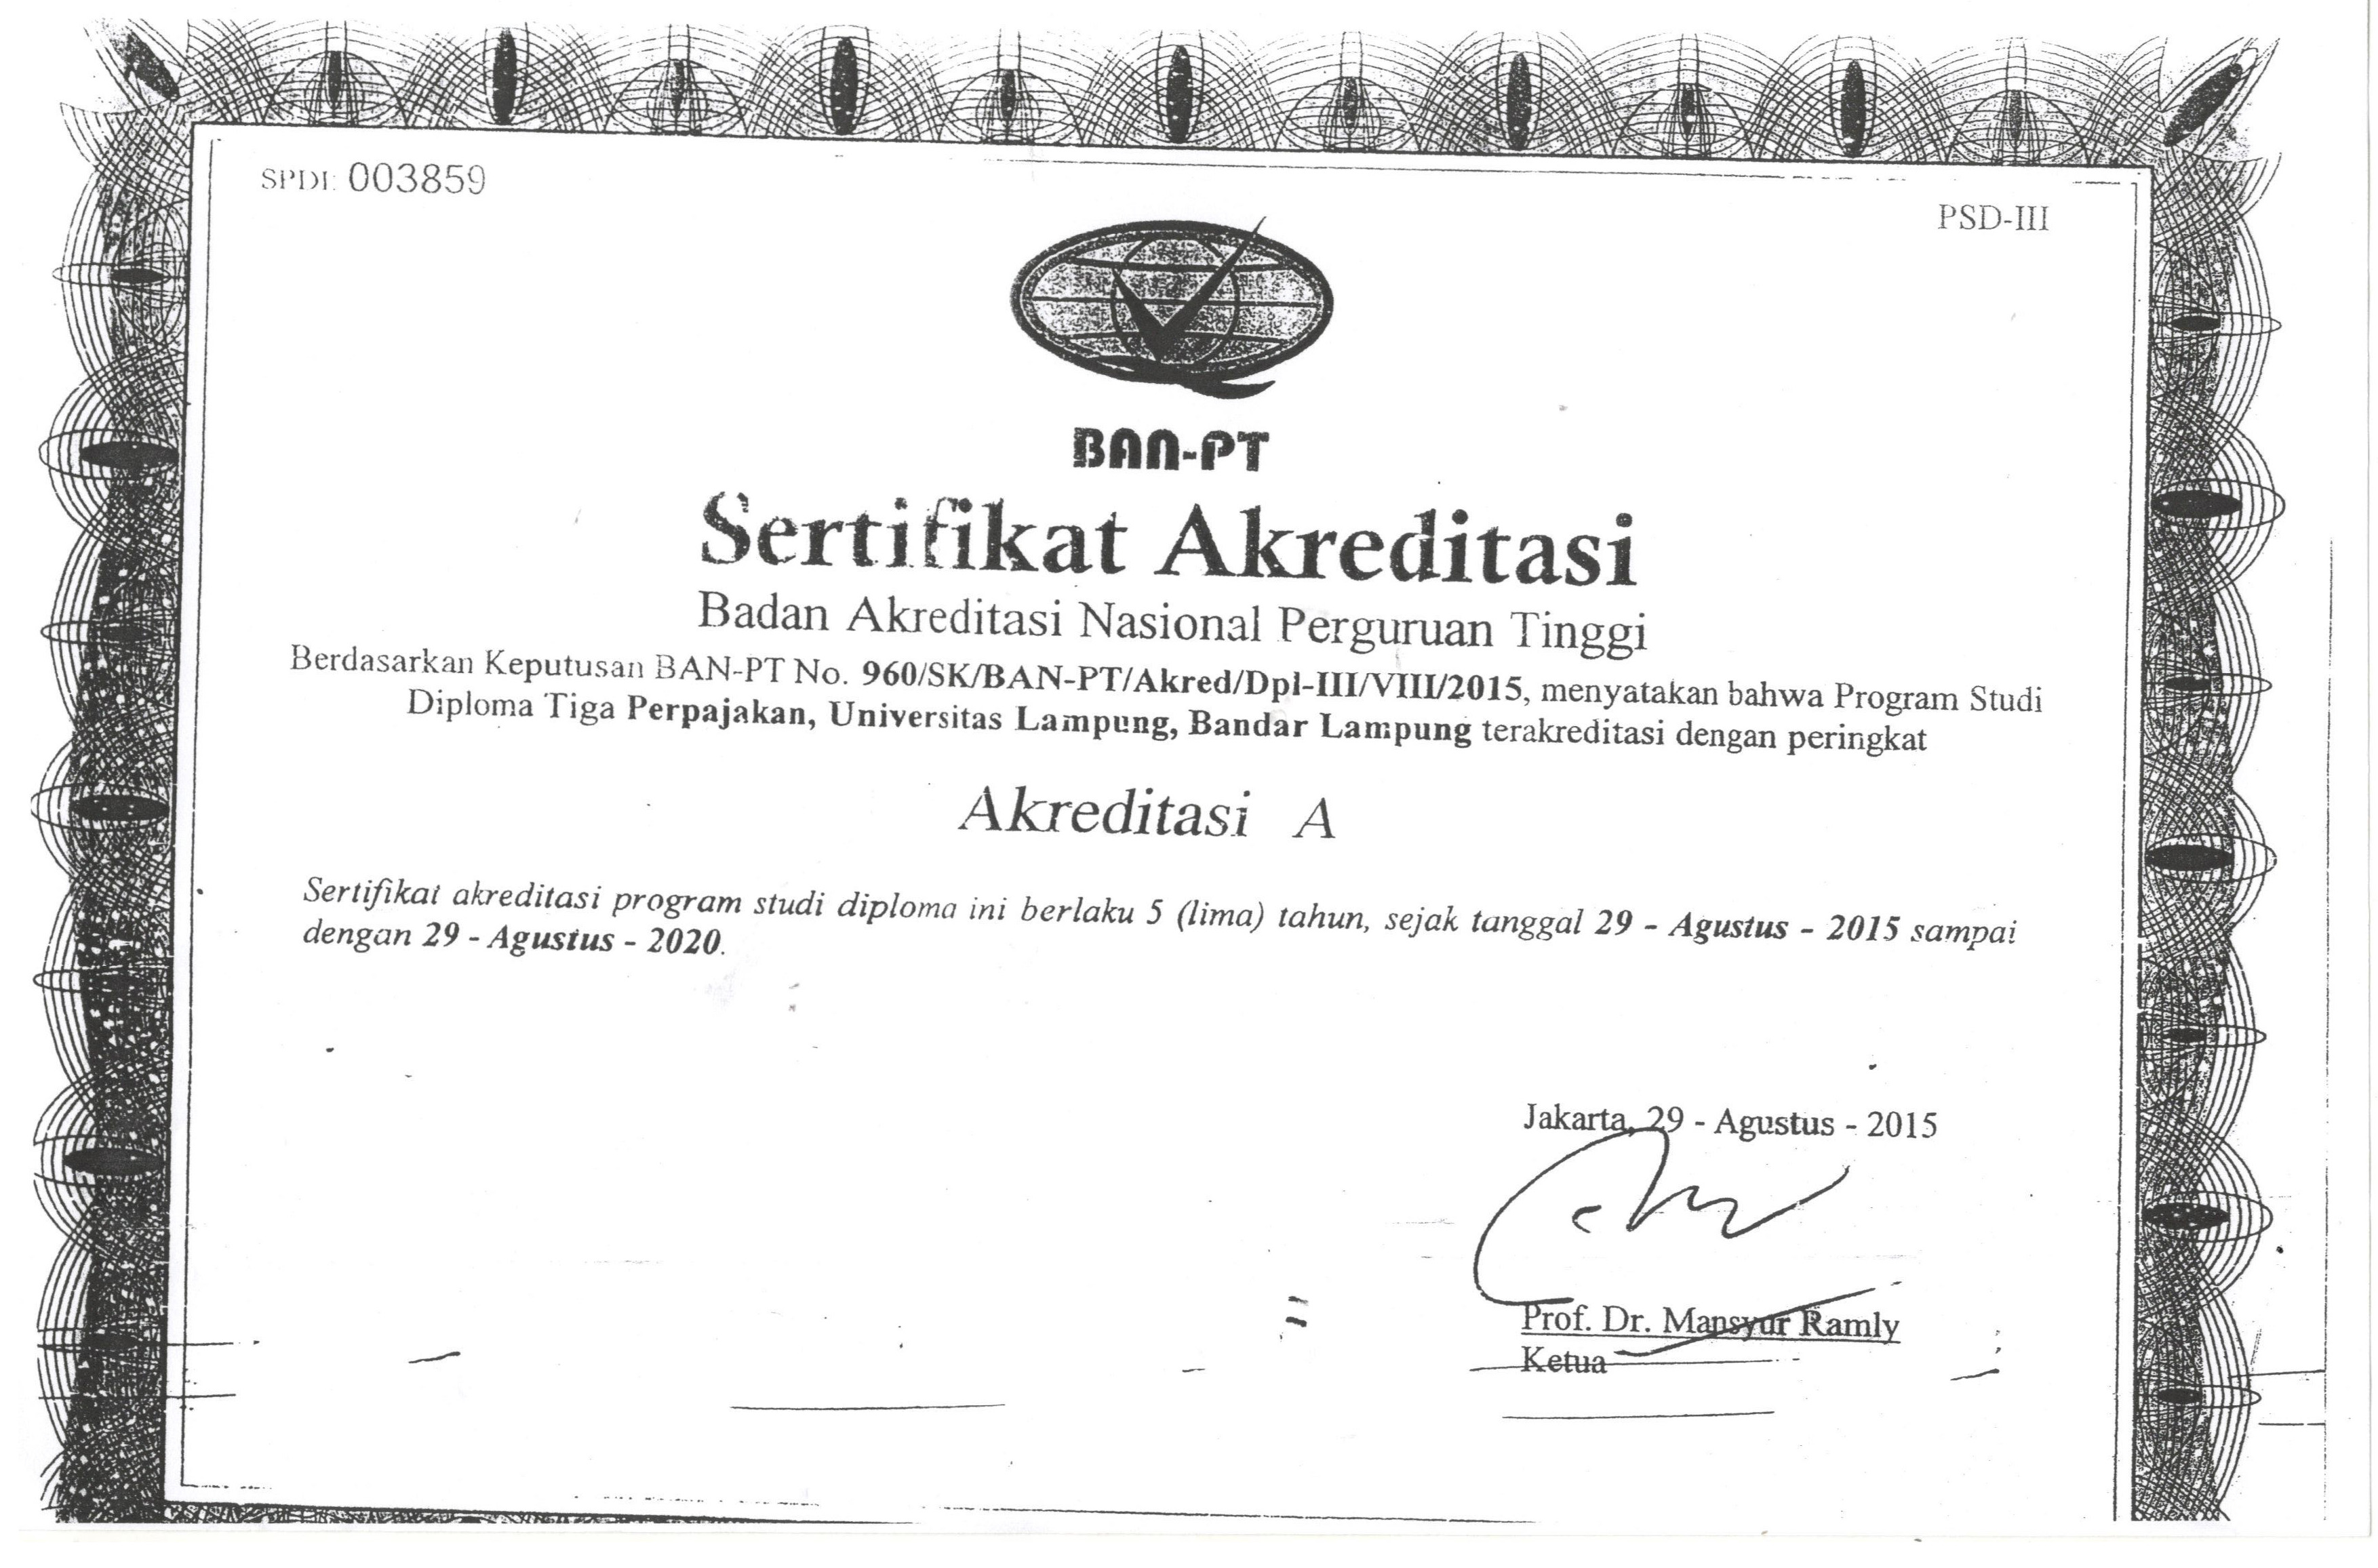 SPDI: 003859
PSD-III
BAN-PT
Sertifikat Akreditasi
Badan Akreditasi Nasional Perguruan Tinggi
Berdasarkan Keputusan BAN-PT No. 960/SK/BAN-PT/Akred/Dpl-III/VIII/2015, menyatakan bahwa Program Studi
Diploma Tiga Perpajakan, Universitas Lampung, Bandar Lampung terakreditasi dengan peringkat
Akreditasi A
Sertifikat akreditasi program studi diploma ini berlaku 5 (lima) tahun, sejak tanggal 29 - Agustus - 2015 sampai
dengan 29 - Agustus - 2020.
Jakarta, 29 - Agustus - 2015
Prof. Dr. Mansyur Ramly
Ketua